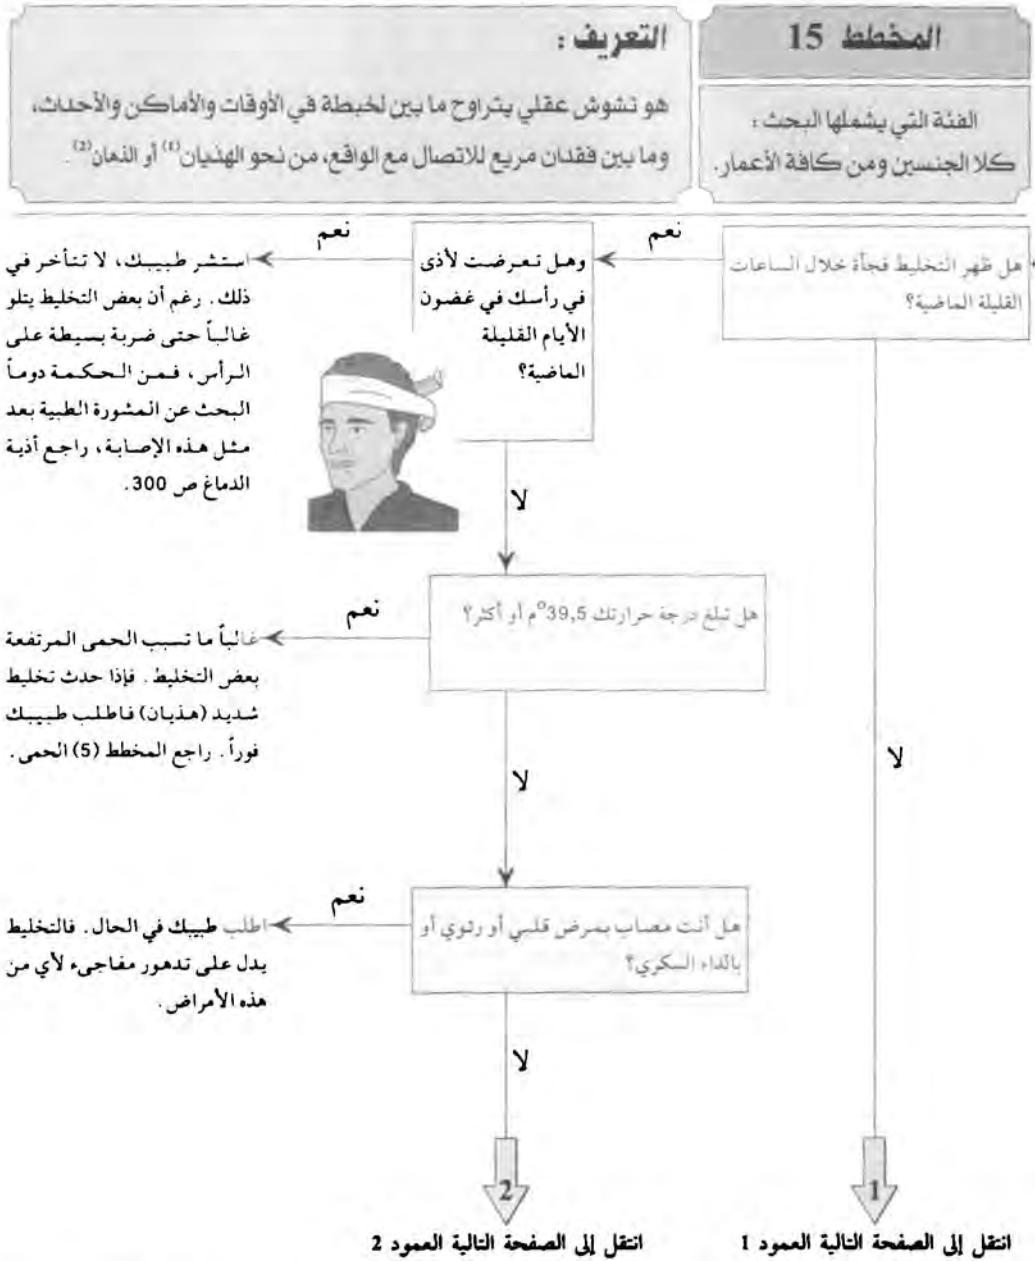 المخطط 15
الفئة التي يشملها البحث :
كلا الجنسين ومن كافة الأعمار.
التعريف :
هو تشوش عقلي يتراوح ما بين لخبطة في الأوقات والأماكن والأحداث،
وما بين فقدان مريع للاتصال مع الواقع، من نحو الهذيان(1) أو الذهان(2).
هل ظهر التخليط فجأة خلال الساعات
القليلة الماضية؟
نعم
وهل تعرضت لأذى
في رأسك في غضون
الأيام القليلة
الماضية؟
نعم
استشر طبيبك، لا تتأخر في
ذلك. رغم أن بعض التخليط يتلو
غالباً حتى ضربة بسيطة على
الرأس، فمن الحكمة دوماً
البحث عن المشورة الطبية بعد
مثل هذه الإصابة، راجع أذية
الدماغ ص 300.
لا
هل تبلغ درجة حرارتك 39,5°م أو أكثر؟
نعم
غالباً ما تسبب الحمى المرتفعة
بعض التخليط. فإذا حدث تخليط
شديد (هذيان) فاطلب طبيبك
فوراً. راجع المخطط (5) الحمى.
لا
لا
هل أنت مصاب بمرض قلبي أو رئوي أو
بالداء السكري؟
نعم
اطلب طبيبك في الحال. فالتخليط
يدل على تدهور مفاجىء لأي من
هذه الأمراض.
لا
1
2
انتقل إلى الصفحة التالية العمود 1
انتقل إلى الصفحة التالية العمود 2